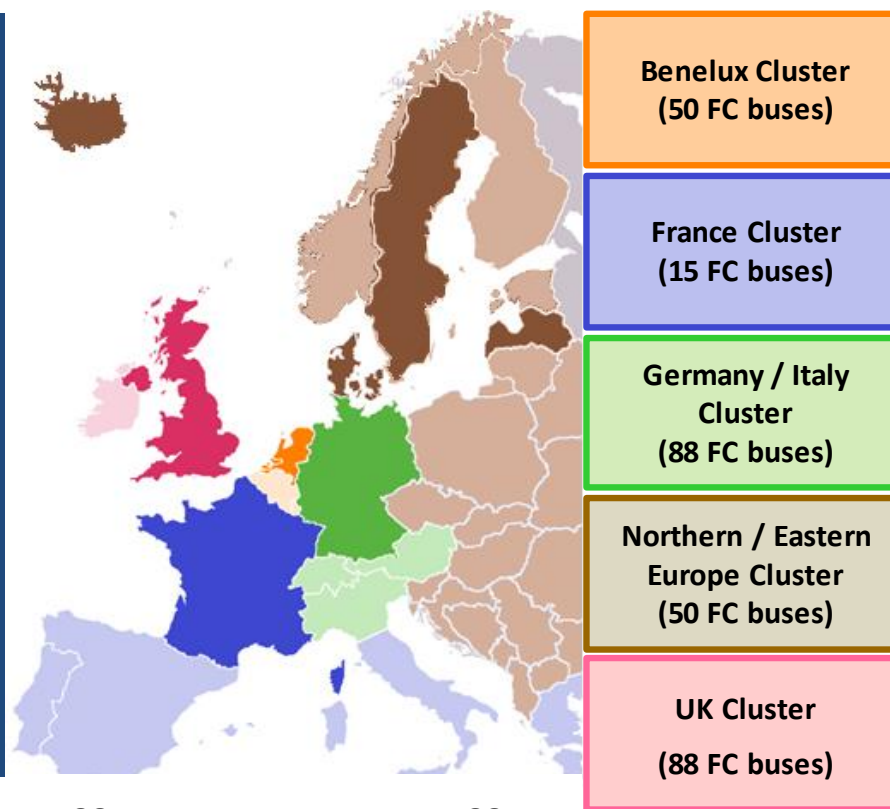 Benelux Cluster
(50 FC buses)
France Cluster
(15 FC buses)
Germany / Italy
Cluster
(88 FC buses)
Northern / Eastern
Europe Cluster
(50 FC buses)
UK Cluster
(88 FC buses)